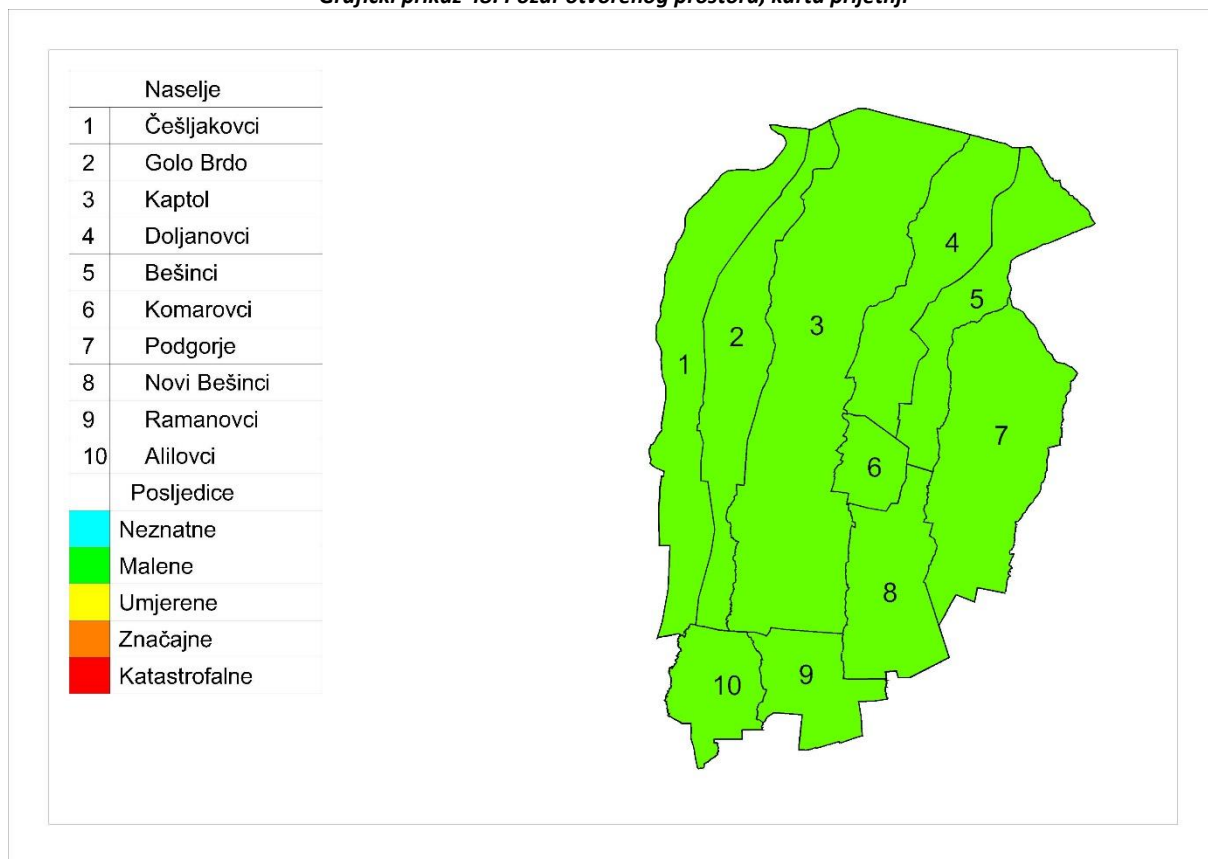 Naselje
1 Češljakovci
2 Golo Brdo
3 Kaptol
4 Doljanovci
5 Bešinci
6 Komarovci
7 Podgorje
8 Novi Bešinci
9 Ramanovci
10 Alilovci
Posljedice
Neznatne
Malene
Umjerene
Značajne
Katastrofalne
4
5
3
2
1
7
6
8
9
10